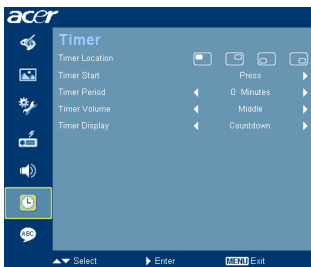 acer
Timer
Timer Location
Timer Start Press
Timer Period 0 Minutes
Timer Volume Middle
Timer Display Countdown
ABC
Select Enter MENU Exit